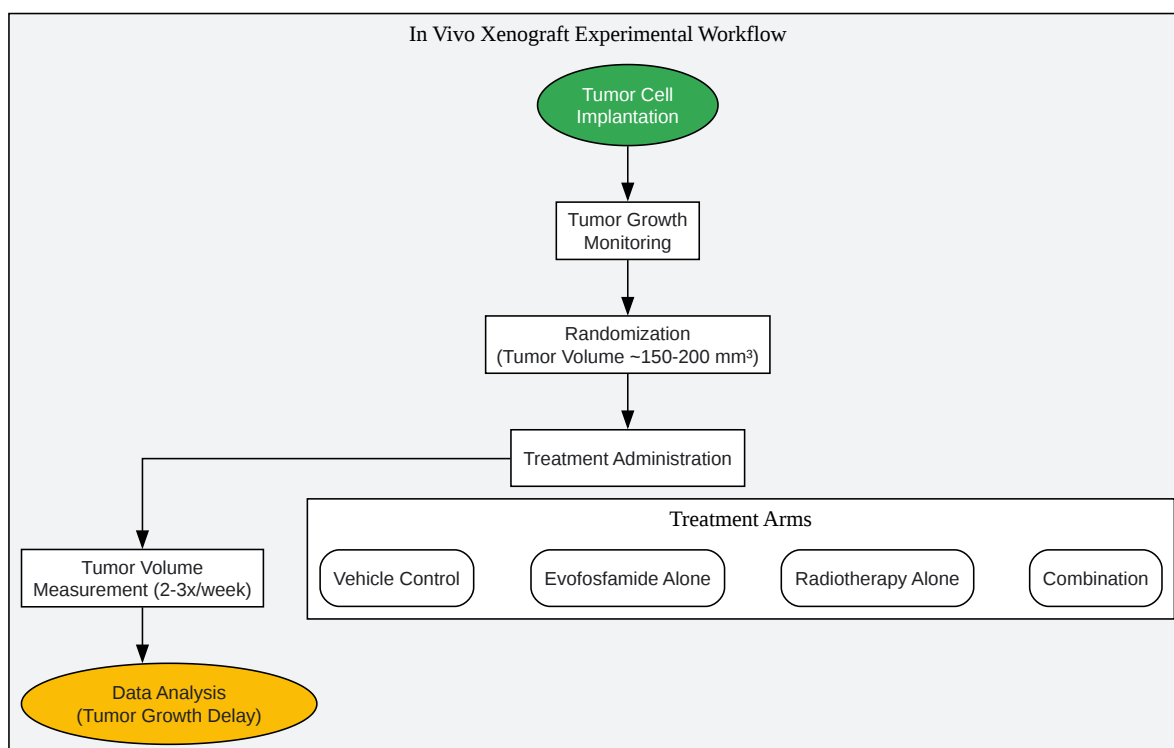 In Vivo Xenograft Experimental Workflow
Tumor Cell
Implantation
Tumor Growth
Monitoring
Randomization
(Tumor Volume ~150-200 mm³)
Treatment Administration
Treatment Arms
Vehicle Control
Evofosfamide Alone
Radiotherapy Alone
Combination
Tumor Volume
Measurement (2-3x/week)
Data Analysis
(Tumor Growth Delay)